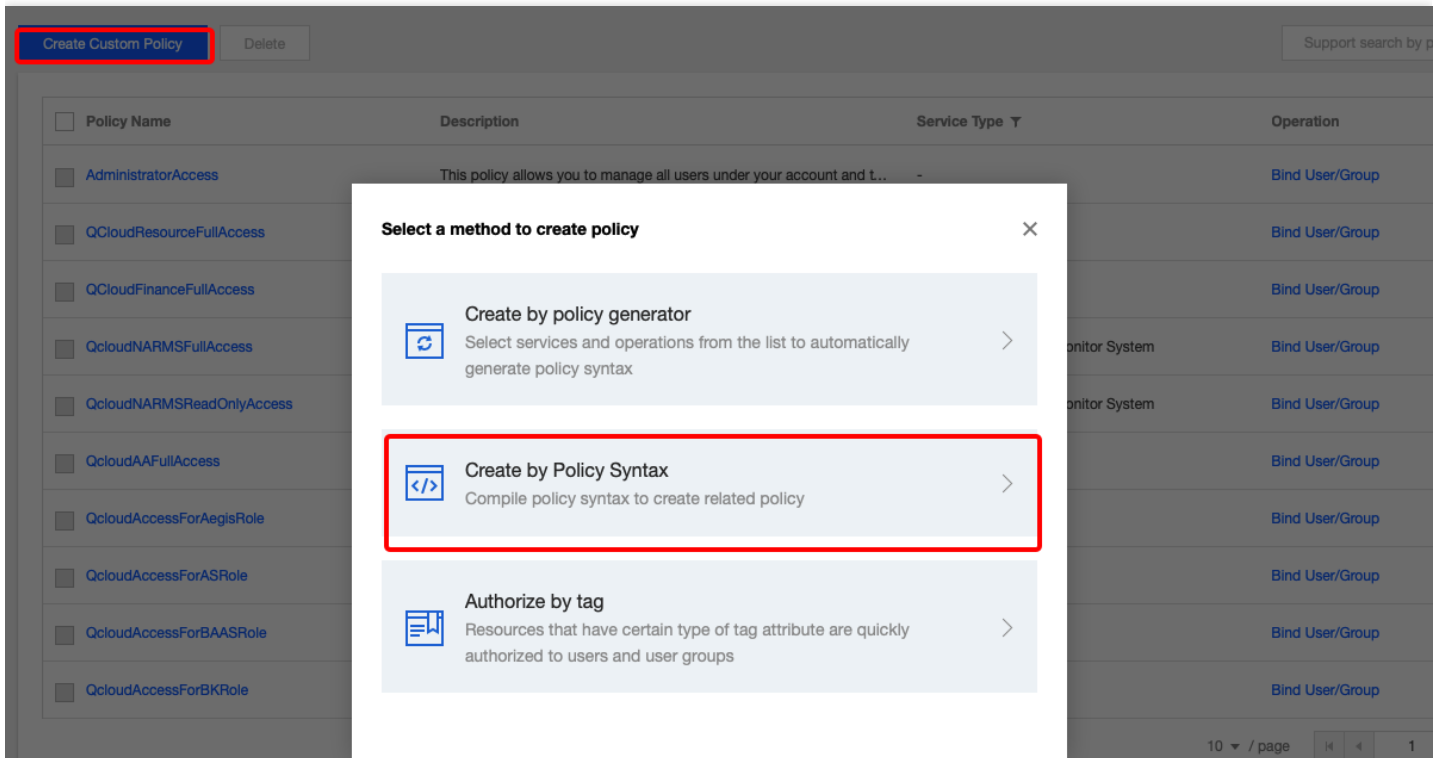 Create Custom Policy Delete Support search by p
Policy Name Description Service Type Operation
AdministratorAccess This policy allows you to manage all users under your account and t... - Bind User/Group
Select a method to create policy
QCloudResourceFullAccess Bind User/Group
QCloudFinanceFullAccess Bind User/Group
Create by policy generator
Select services and operations from the list to automatically
generate policy syntax
QcloudNARMSFullAccess onitor System Bind User/Group
QcloudNARMSReadOnlyAccess onitor System Bind User/Group
QcloudAAFullAccess Bind User/Group
Create by Policy Syntax
Compile policy syntax to create related policy
QcloudAccessForAegisRole Bind User/Group
QcloudAccessForASRole Bind User/Group
Authorize by tag
Resources that have certain type of tag attribute are quickly
authorized to users and user groups
QcloudAccessForBAASRole Bind User/Group
QcloudAccessForBKRole Bind User/Group
10 / page 1